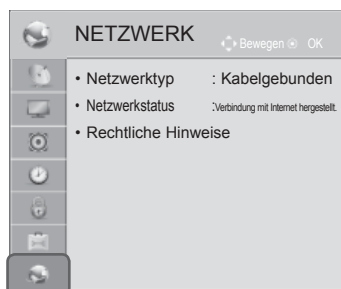 NETZWERK
Bewegen OK
• Netzwerktyp : Kabelgebunden
• Netzwerkstatus :Verbindung mit Internet hergestellt.
• Rechtliche Hinweise